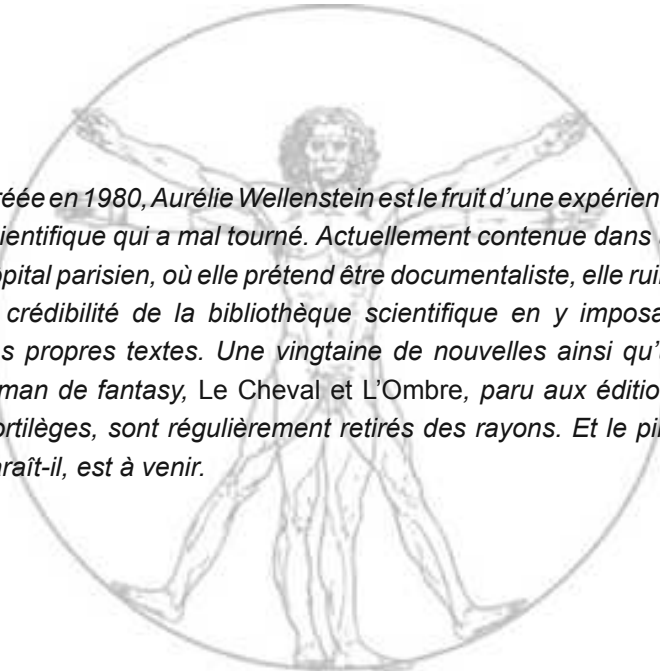 réée en 1980, Aurélie Wellenstein est le fruit d'une expérien
ientifique qui a mal tourné. Actuellement contenue dans
ôpital parisien, où elle prétend être documentaliste, elle rui
crédibilité de la bibliothèque scientifique en y imposa
s propres textes. Une vingtaine de nouvelles ainsi qu'
man de fantasy, Le Cheval et L'Ombre, paru aux éditio
ortilèges, sont régulièrement retirés des rayons. Et le pi
raît-il, est à venir.